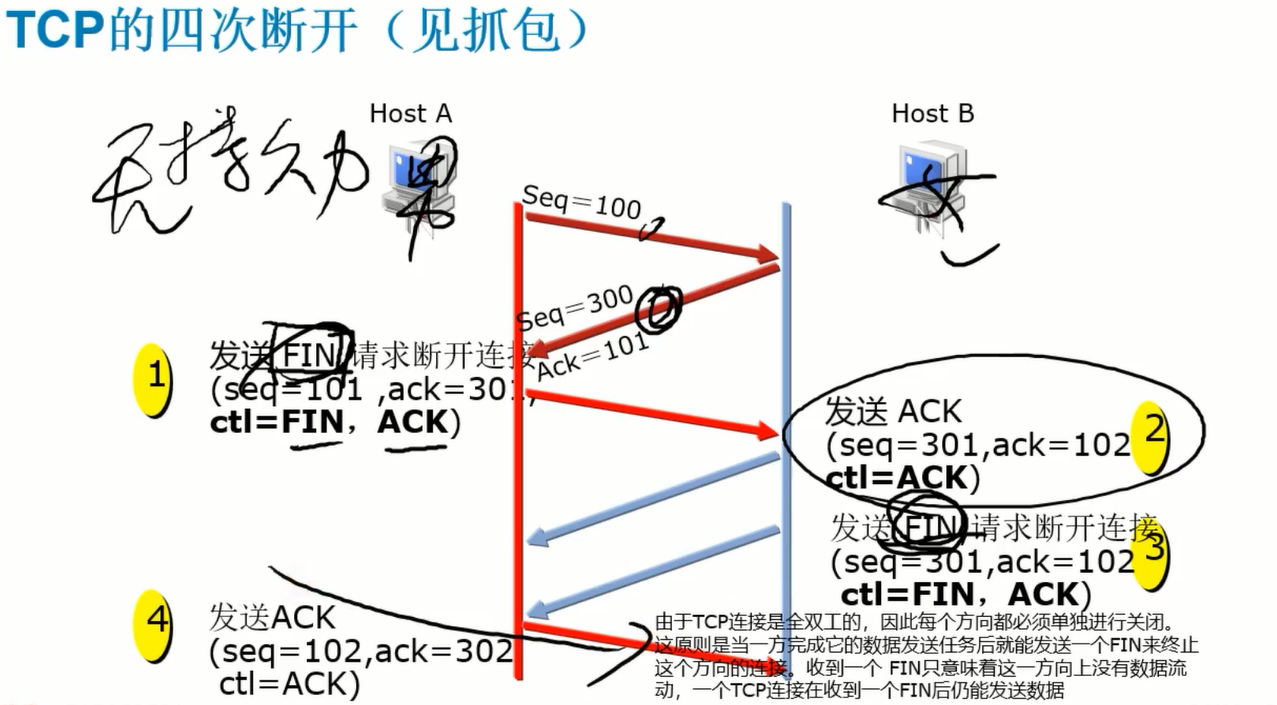 TCP的四次断开（见抓包）
Host A
Host B
男
女
Seq=100
Seq=300
Ack=101
1
发送 FIN 请求断开连接
(seq=101 ,ack=301,
ctl=FIN，ACK)
发送 ACK
(seq=301,ack=102
ctl=ACK)
2
发送 FIN 请求断开连接
(seq=301,ack=102
ctl=FIN，ACK)
3
4
发送ACK
(seq=102,ack=302
ctl=ACK)
由于TCP连接是全双工的，因此每个方向都必须单独进行关闭。
这原则是当一方完成它的数据发送任务后就能发送一个FIN来终止
这个方向的连接。收到一个 FIN只意味着这一方向上没有数据流
动，一个TCP连接在收到一个FIN后仍能发送数据